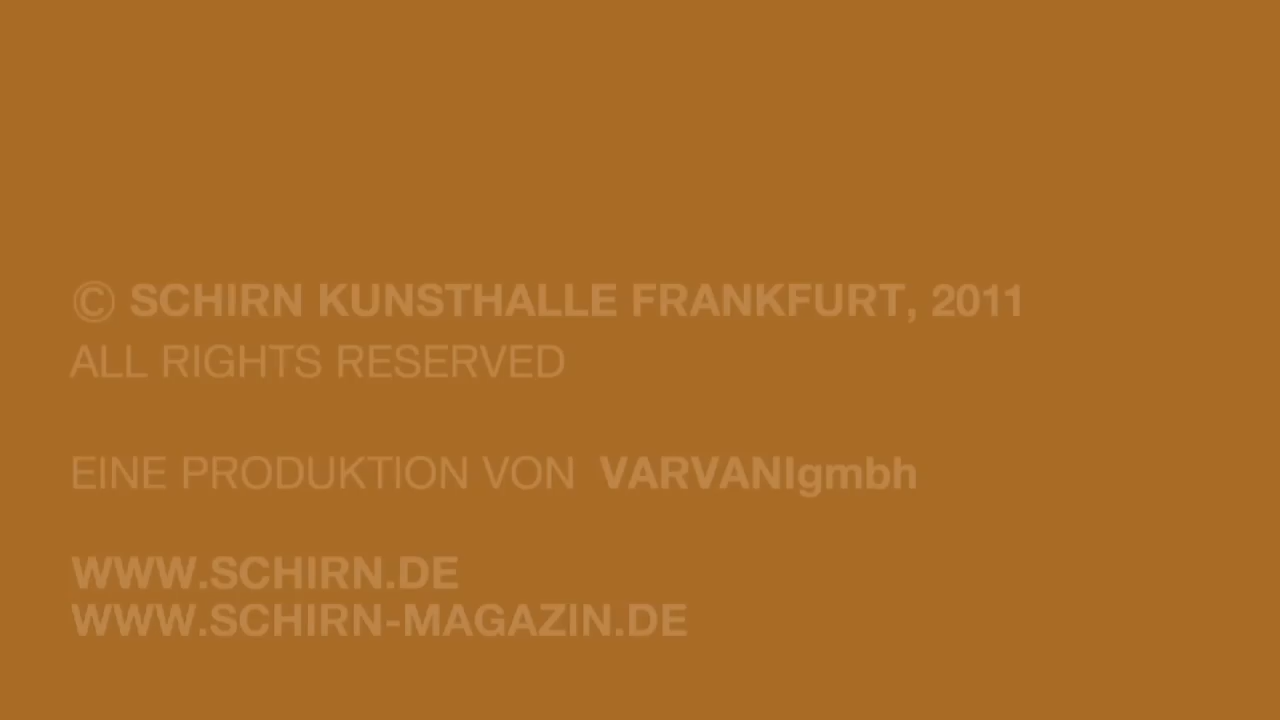 © SCHIRN KUNSTHALLE FRANKFURT, 2011
ALL RIGHTS RESERVED
EINE PRODUKTION VON VARVANIgmbh
WWW.SCHIRN.DE
WWW.SCHIRN-MAGAZIN.DE